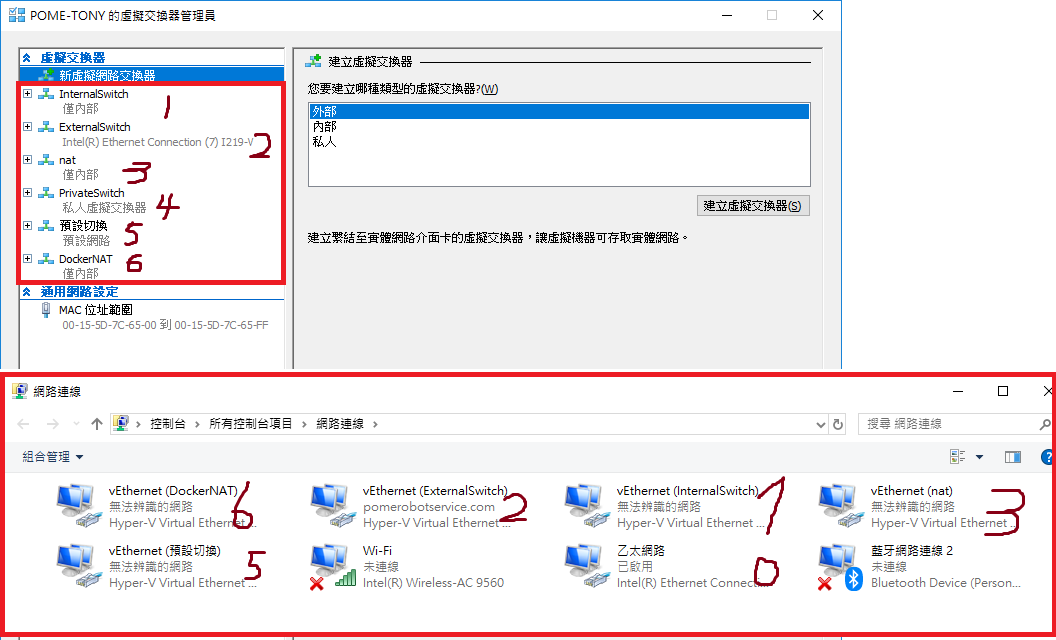 POME-TONY 的虛擬交換器管理員
虛擬交換器
新虛擬網路交換器
InternalSwitch
僅內部
1
ExternalSwitch
Intel(R) Ethernet Connection (7) I219-V
2
nat
僅內部
3
PrivateSwitch
私人虛擬交換器
4
預設切換
預設網路
5
DockerNAT
僅內部
6
通用網路設定
MAC 位址範圍
00-15-5D-7C-65-00 到 00-15-5D-7C-65-FF
建立虛擬交換器
您要建立哪種類型的虛擬交換器?(W)
外部
內部
私人
建立虛擬交換器(S)
建立繫結至實體網路介面卡的虛擬交換器，讓虛擬機器可存取實體網路。
網路連線
控制台 › 所有控制台項目 › 網路連線 ›
搜尋 網路連線
組合管理
vEthernet (DockerNAT)
無法辨識的網路
Hyper-V Virtual Ethernet ...
6
vEthernet (ExternalSwitch)
pomerobotservice.com
Hyper-V Virtual Ethernet ...
2
vEthernet (InternalSwitch)
無法辨識的網路
Hyper-V Virtual Ethernet ...
1
vEthernet (nat)
無法辨識的網路
Hyper-V Virtual Ethernet ...
3
vEthernet (預設切換)
無法辨識的網路
Hyper-V Virtual Ethernet ...
5
Wi-Fi
未連線
Intel(R) Wireless-AC 9560
乙太網路
已啟用
Intel(R) Ethernet Connecti...
0
藍牙網路連線 2
未連線
Bluetooth Device (Person...